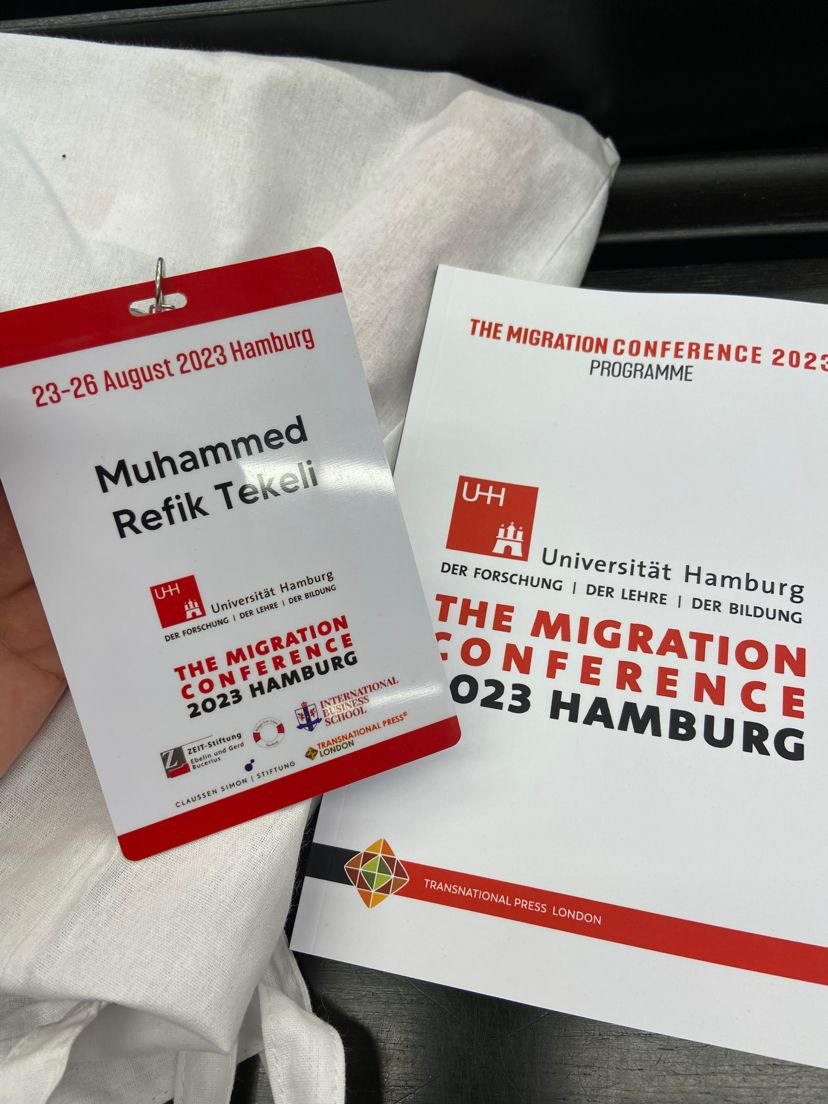 23-26 August 2023 Hamburg
Muhammed
Refik Tekeli
UHH
Universität Hamburg
DER FORSCHUNG | DER LEHRE | DER BILDUNG
THE MIGRATION
CONFERENCE
2023 HAMBURG
ZEIT-Stiftung
Ebelin und Gerd
Bucerius
INTERNATIONAL
BUSINESS
SCHOOL
TRANSNATIONAL PRESS®
LONDON
CLAUSSEN SIMON | STIFTUNG
THE MIGRATION CONFERENCE 2023
PROGRAMME
UHH
Universität Hamburg
DER FORSCHUNG | DER LEHRE | DER BILDUNG
THE MIGRATION
CONFERENCE
2023 HAMBURG
TRANSNATIONAL PRESS LONDON